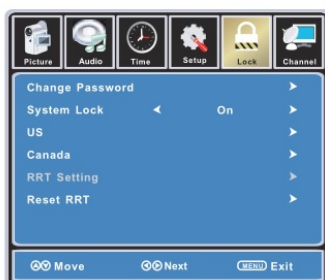 Picture Audio Time Setup Lock Channel
Change Password
System Lock On
US
Canada
RRT Setting
Reset RRT
Move Next MENU Exit